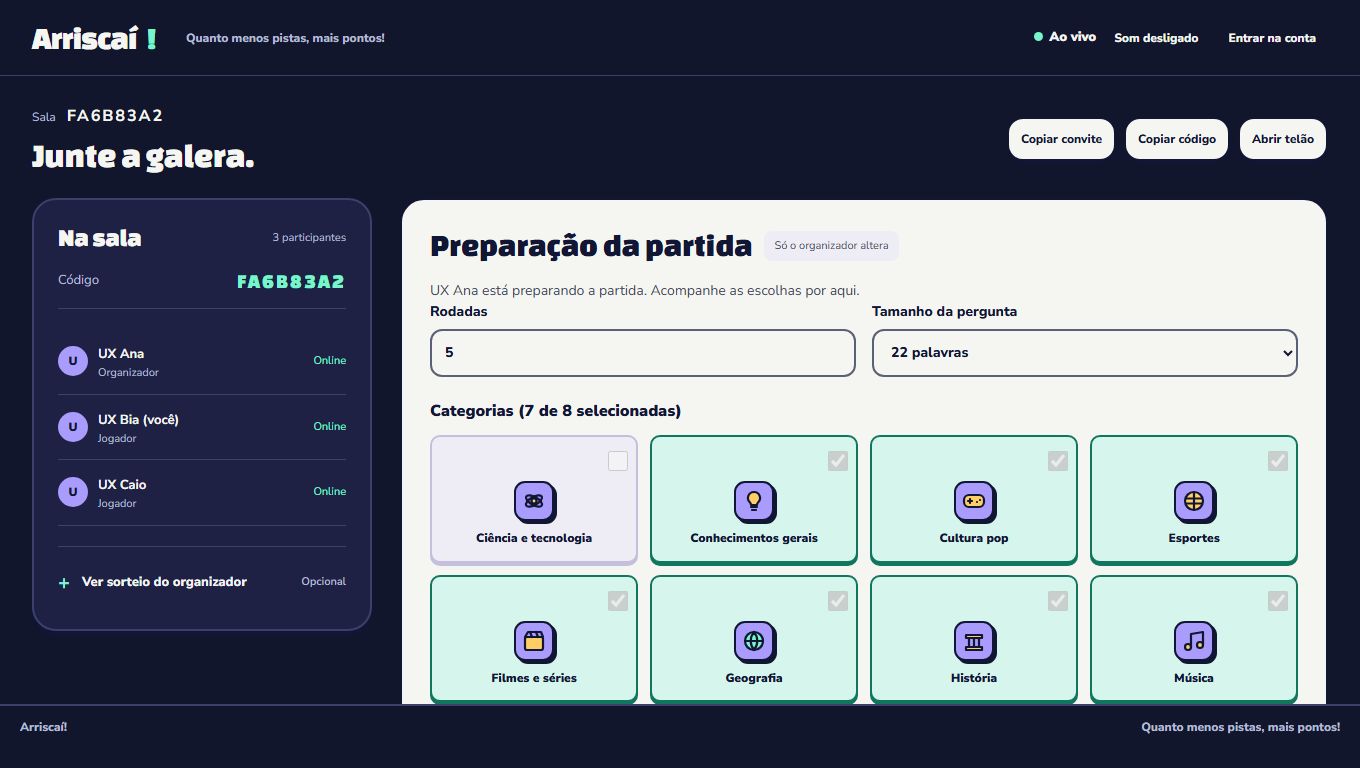 Arriscaí ! Quanto menos pistas, mais pontos! Ao vivo Som desligado Entrar na conta
Sala FA6B83A2
Junte a galera.
Copiar convite Copiar código Abrir telão
Na sala 3 participantes
Código FA6B83A2
U UX Ana Online
Organizador
U UX Bia (você) Online
Jogador
U UX Caio Online
Jogador
+ Ver sorteio do organizador Opcional
Preparação da partida Só o organizador altera
UX Ana está preparando a partida. Acompanhe as escolhas por aqui.
Rodadas Tamanho da pergunta
5 22 palavras
Categorias (7 de 8 selecionadas)
Ciência e tecnologia Conhecimentos gerais Cultura pop Esportes
Filmes e séries Geografia História Música
Arriscaí! Quanto menos pistas, mais pontos!